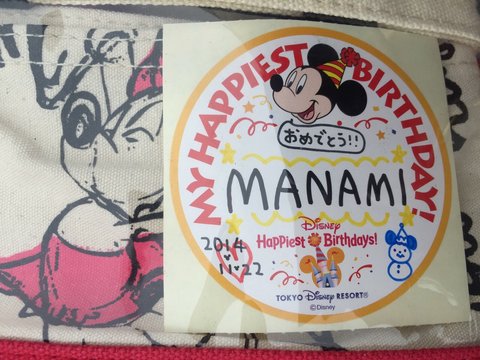 MY HAPPIEST BIRTHDAY!
おめでとう!!
MANAMI
2014
11.22
Disney
Happiest Birthdays!
TOKYO Disney RESORT®
©Disney